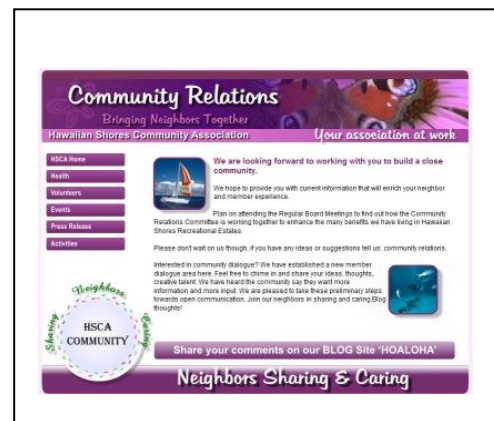 Community Relations
Bringing Neighbors Together
Hawaiian Shores Community Association
Your association at work
HSCA Home
Health
Volunteers
Events
Press Release
Activities
We are looking forward to working with you to build a close
community.
We hope to provide you with current information that will enrich your neighbor
and member experience.
Plan on attending the Regular Board Meetings to find out how the Community
Relations Committee is working together to enhance the many benefits we have living in Hawaiian
Shores Recreational Estates.
Please don't wait on us though, if you have any ideas or suggestions tell us: community relations.
Interested in community dialogue? We have established a new member
dialogue area here. Feel free to chime in and share your ideas, thoughts,
creative talent. We have heard the community say they want more
information and more input. We are pleased to take these preliminary steps
towards open communication. Join our neighbors in sharing and caring.Blog
thoughts!
Neighbors
Sharing
Caring
HSCA
COMMUNITY
Share your comments on our BLOG Site 'HOALOHA'
Neighbors Sharing & Caring